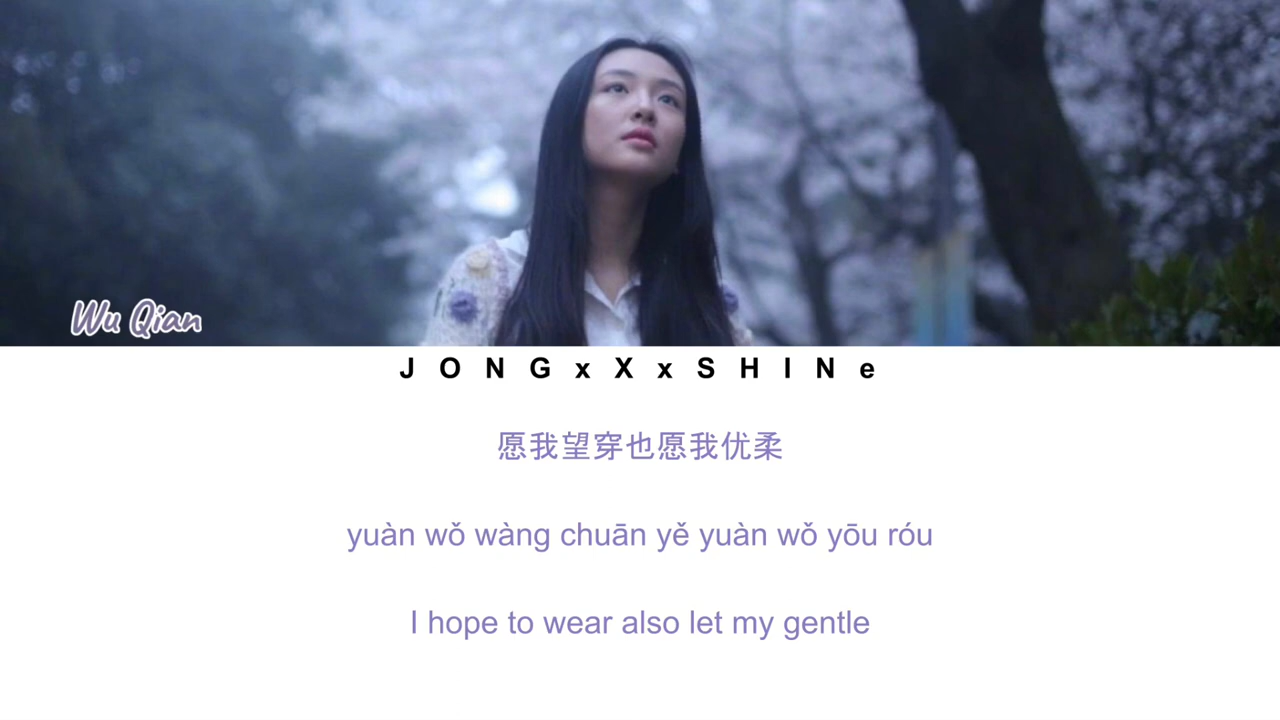 Wu Qian
J O N G x X x S H I N e
愿我望穿也愿我优柔
yuàn wǒ wàng chuān yě yuàn wǒ yōu róu
I hope to wear also let my gentle